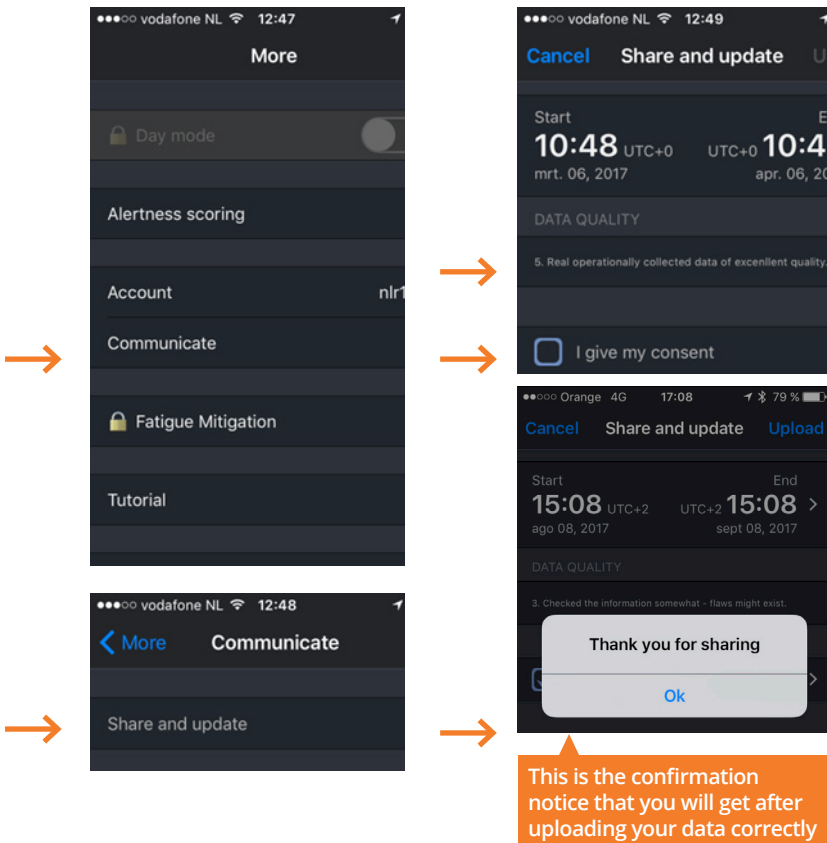 ●●●○○ vodafone NL 12:47
More
Day mode
Alertness scoring
Account nlr1
Communicate
Fatigue Mitigation
Tutorial
●●●○○ vodafone NL 12:48
More Communicate
Share and update
●●●○○ vodafone NL 12:49
Cancel Share and update U
Start E
10:48 UTC+0 UTC+0 10:4
mrt. 06, 2017 apr. 06, 20
DATA QUALITY
5. Real operationally collected data of excenllent quality.
I give my consent
●●○○○ Orange 4G 17:08 79 %
Cancel Share and update Upload
Start End
15:08 UTC+2 UTC+2 15:08 >
ago 08, 2017 sept 08, 2017
DATA QUALITY
3. Checked the information somewhat - flaws might exist.
Thank you for sharing
Ok
This is the confirmation
notice that you will get after
uploading your data correctly